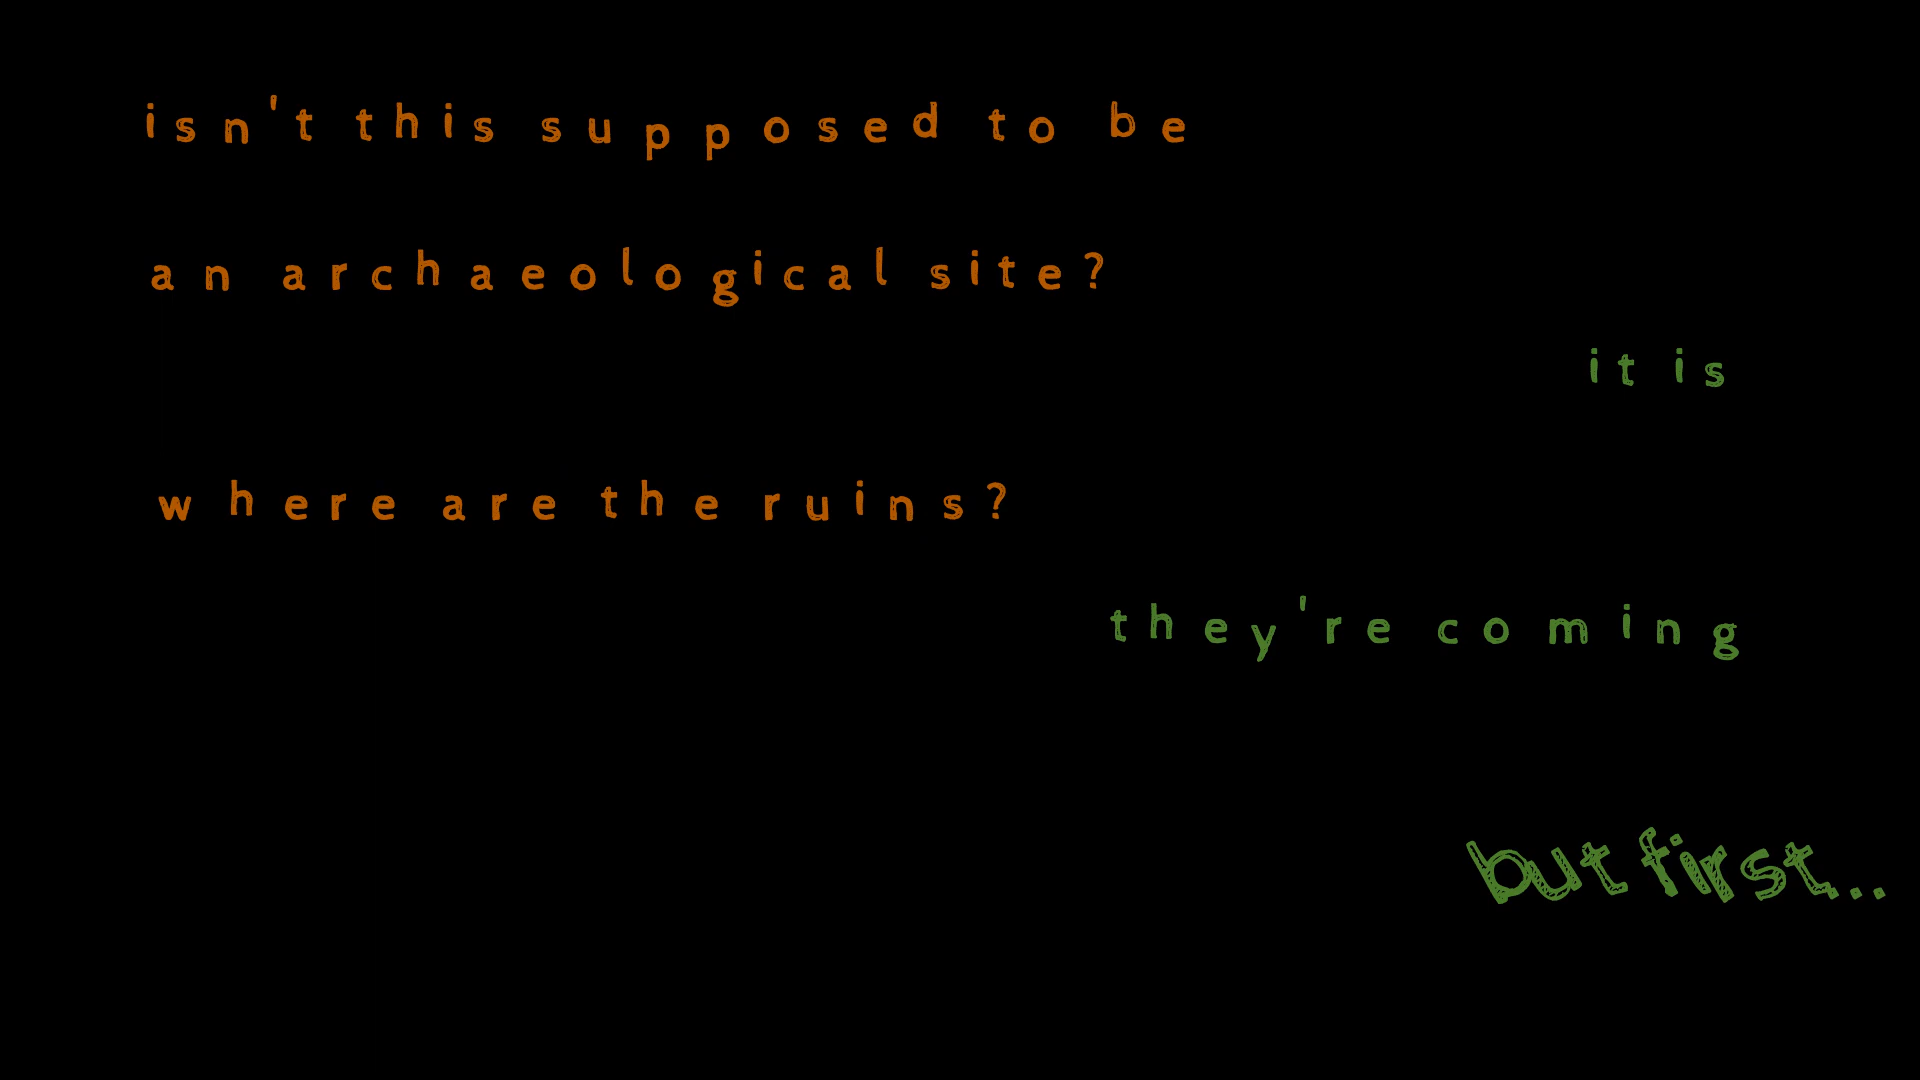 isn't this supposed to be
an archaeological site?
it is
where are the ruins?
they're coming
but first...